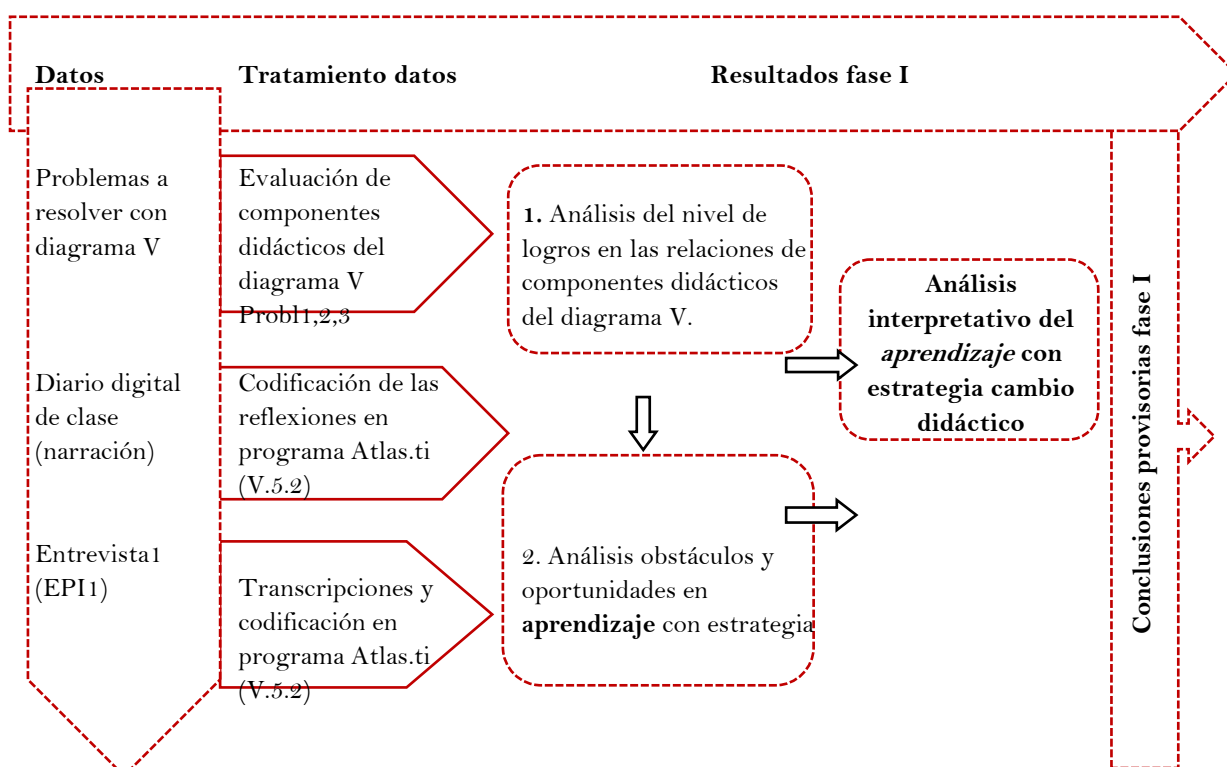 Datos
Tratamiento datos
Resultados fase I
Problemas a
resolver con
diagrama V
Evaluación de
componentes
didácticos del
diagrama V
Probl1,2,3
1. Análisis del nivel de
logros en las relaciones de
componentes didácticos
del diagrama V.
Análisis
interpretativo del
aprendizaje con
estrategia cambio
didáctico
Diario digital
de clase
(narración)
Codificación de las
reflexiones en
programa Atlas.ti
(V.5.2)
Entrevista1
(EPI1)
Transcripciones y
codificación en
programa Atlas.ti
(V.5.2)
2. Análisis obstáculos y
oportunidades en
aprendizaje con estrategia
Conclusiones provisorias fase I